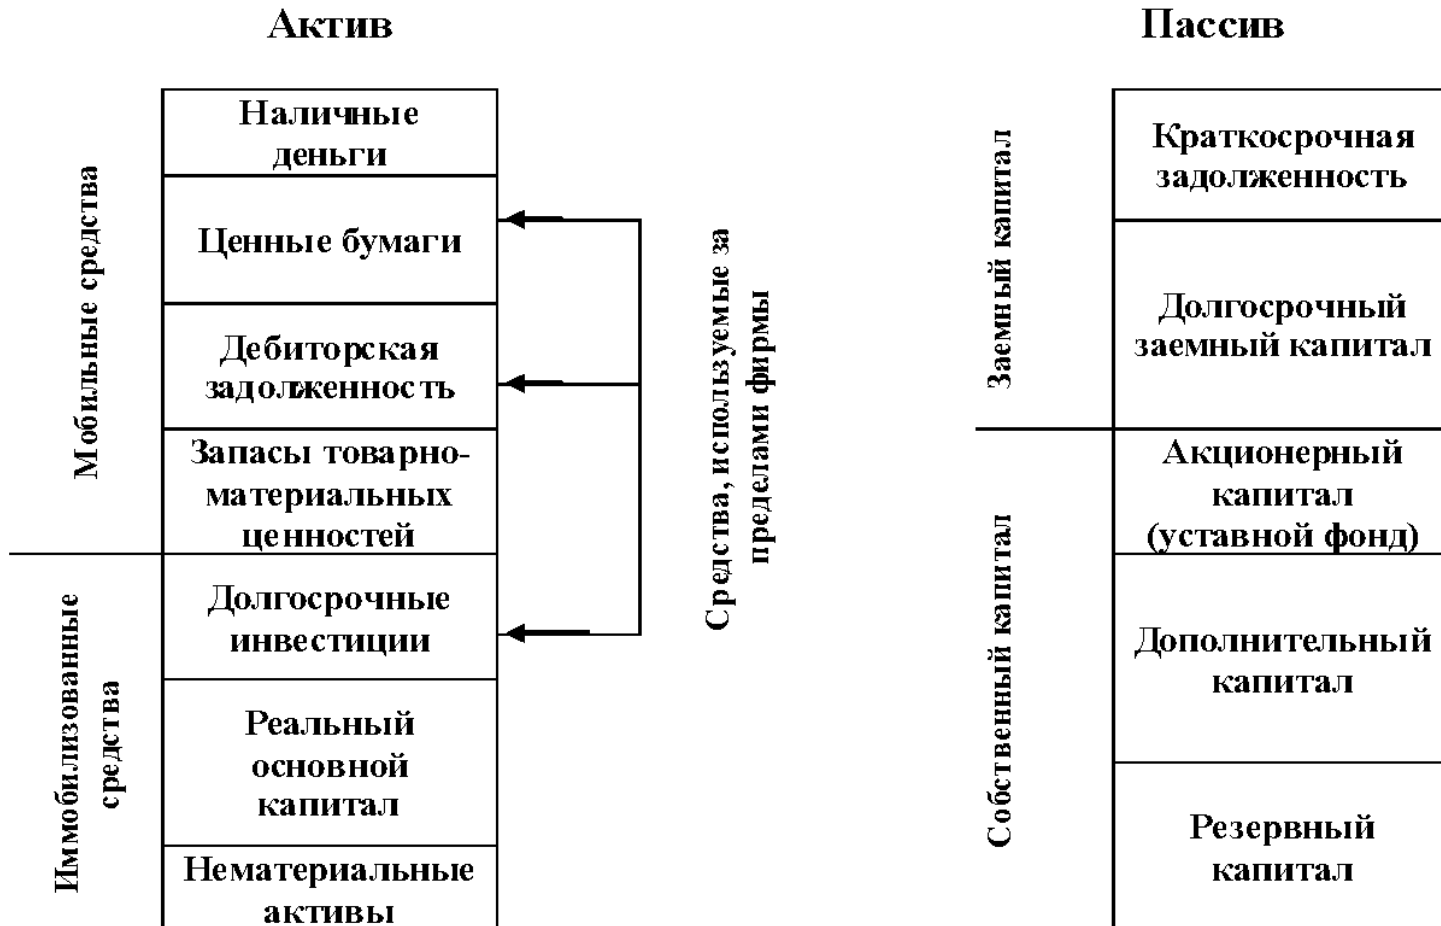 Актив
Мобильные средства
Наличные
деньги
Ценные бумаги
Дебиторская
задолженность
Запасы товарно-
материальных
ценностей
Иммобилизованные
средства
Долгосрочные
инвестиции
Реальный
основной
капитал
Нематериальные
активы
Средства, используемые за
пределами фирмы
Пассив
Заемный капитал
Краткосрочная
задолженность
Долгосрочный
заемный капитал
Собственный капитал
Акционерный
капитал
(уставной фонд)
Дополнительный
капитал
Резервный
капитал